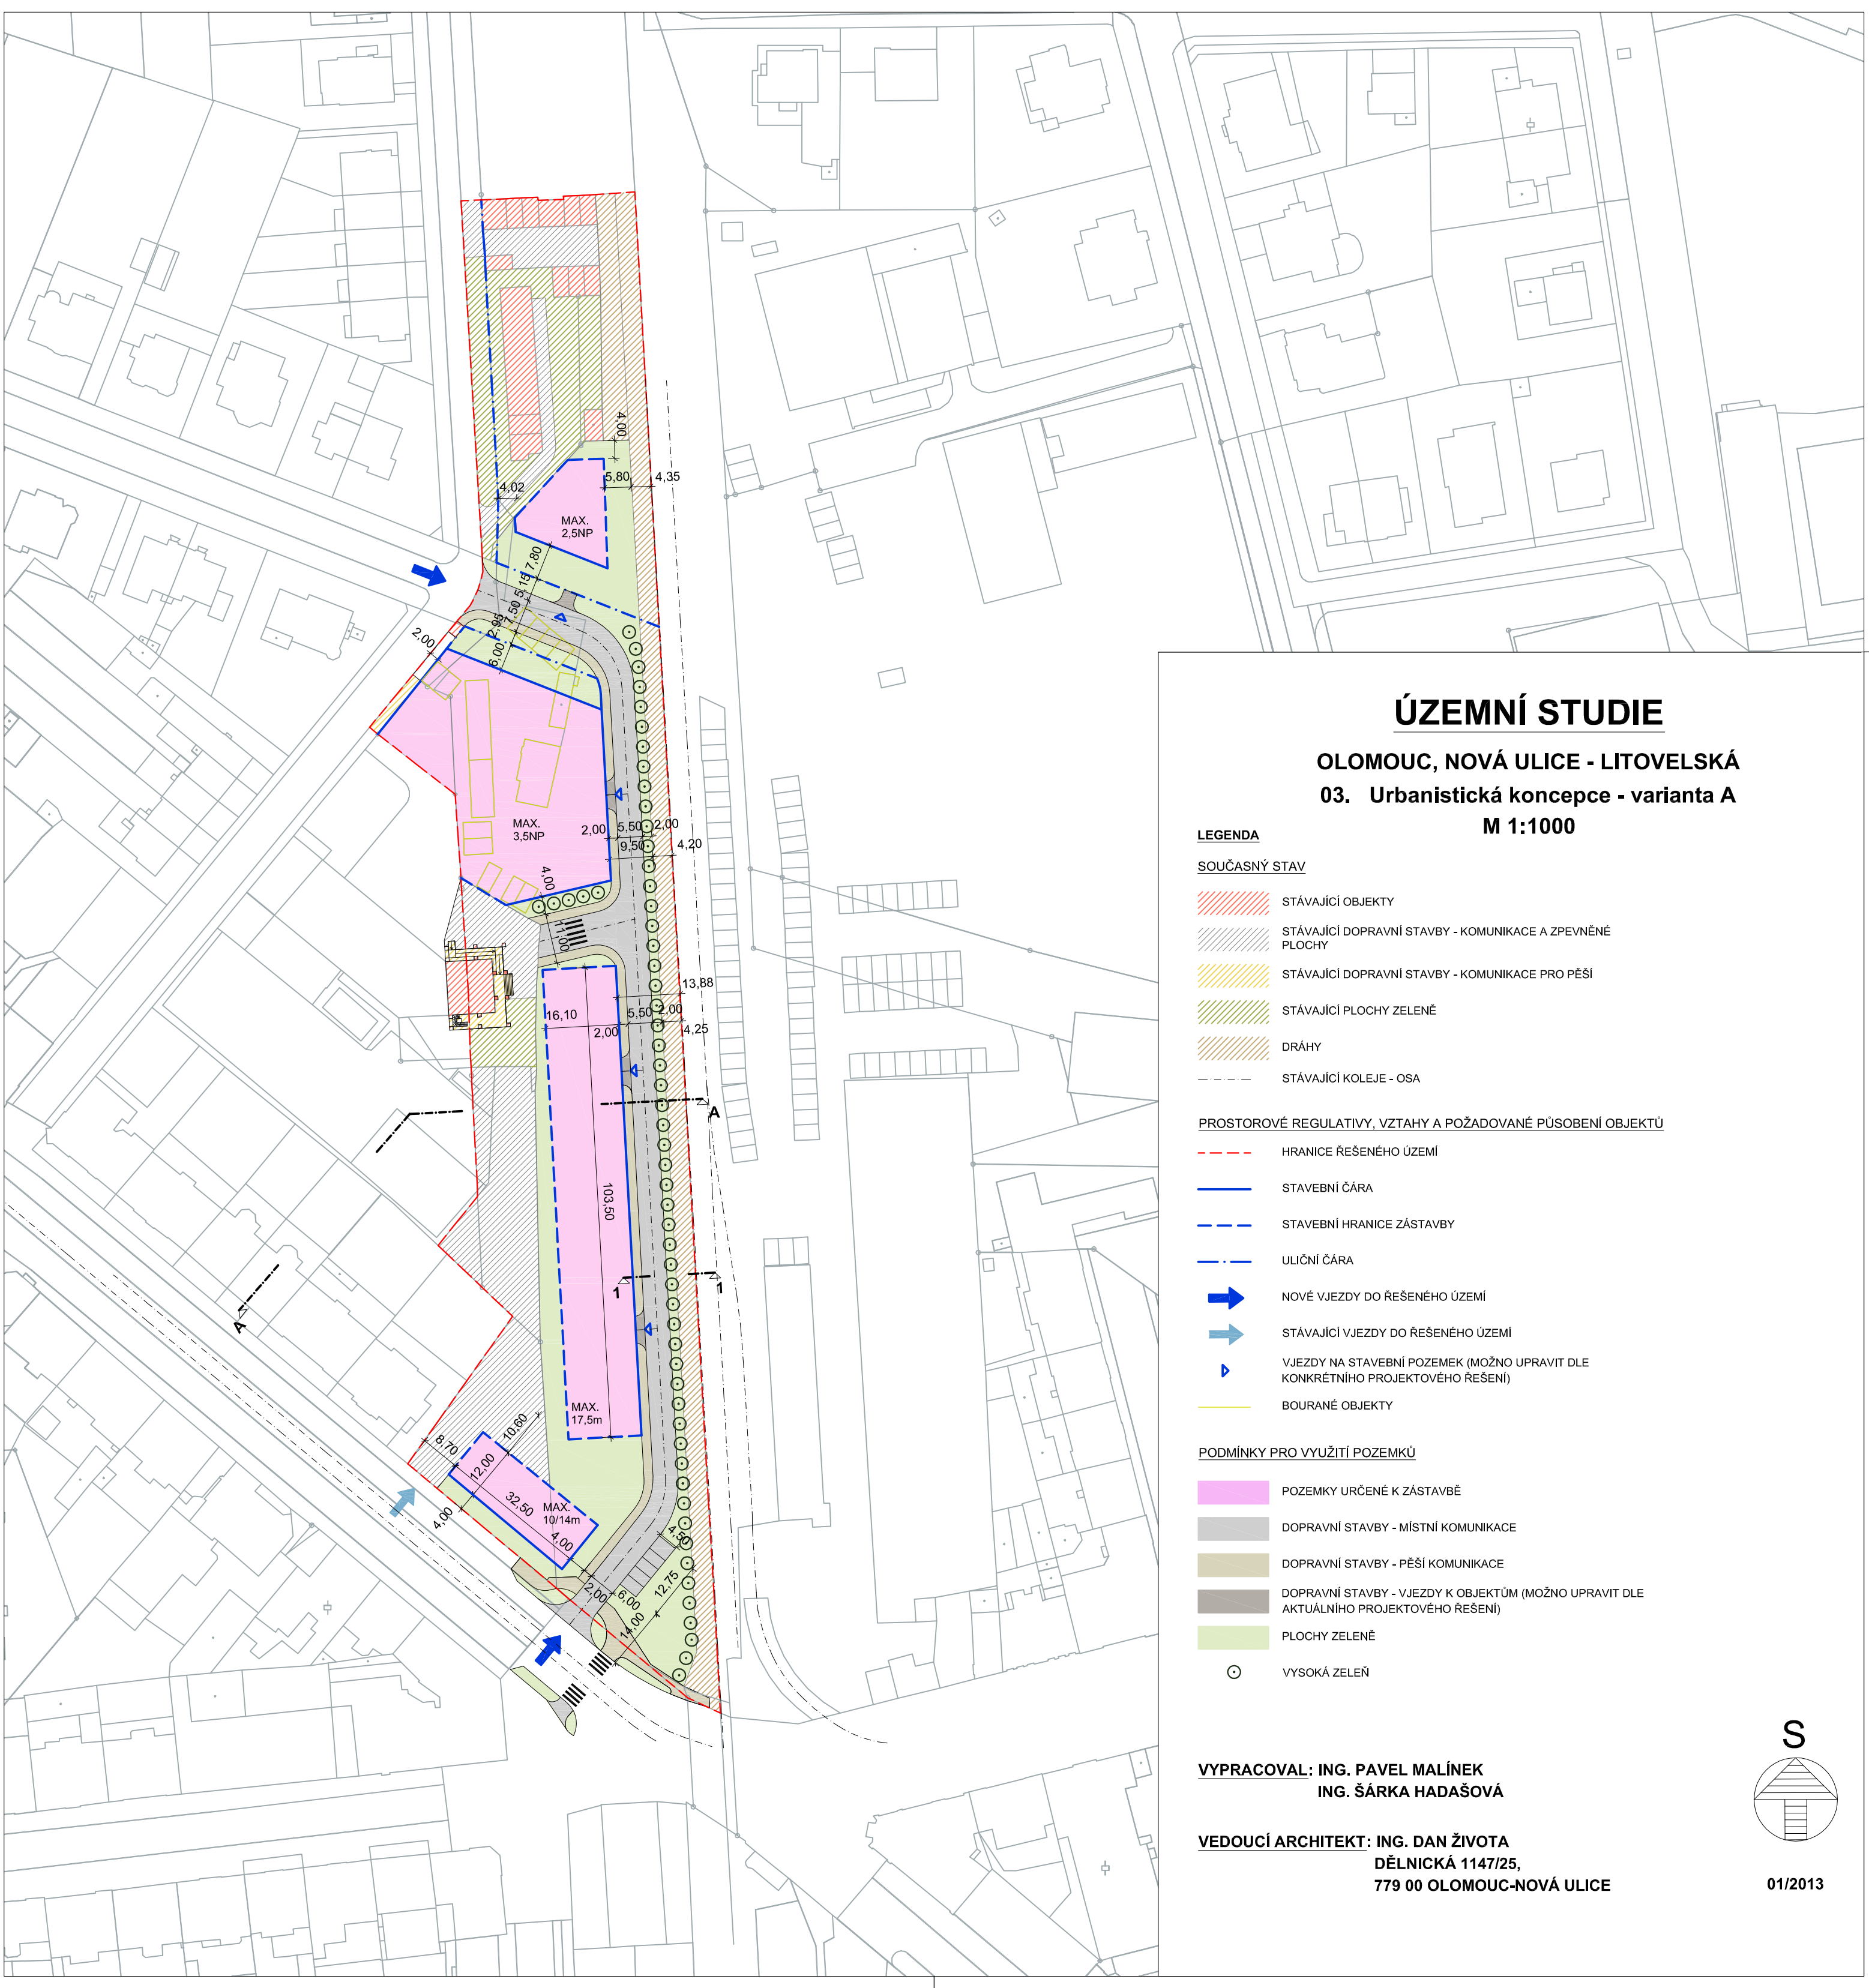 ÚZEMNÍ STUDIE
OLOMOUC, NOVÁ ULICE - LITOVELSKÁ
03. Urbanistická koncepce - varianta A
M 1:1000
LEGENDA
SOUČASNÝ STAV
STÁVAJÍCÍ OBJEKTY
STÁVAJÍCÍ DOPRAVNÍ STAVBY - KOMUNIKACE A ZPEVNĚNÉ
PLOCHY
STÁVAJÍCÍ DOPRAVNÍ STAVBY - KOMUNIKACE PRO PĚŠÍ
STÁVAJÍCÍ PLOCHY ZELENĚ
DRÁHY
STÁVAJÍCÍ KOLEJE - OSA
PROSTOROVÉ REGULATIVY, VZTAHY A POŽADOVANÉ PŮSOBENÍ OBJEKTŮ
HRANICE ŘEŠENÉHO ÚZEMÍ
STAVEBNÍ ČÁRA
STAVEBNÍ HRANICE ZÁSTAVBY
ULIČNÍ ČÁRA
NOVÉ VJEZDY DO ŘEŠENÉHO ÚZEMÍ
STÁVAJÍCÍ VJEZDY DO ŘEŠENÉHO ÚZEMÍ
VJEZDY NA STAVEBNÍ POZEMEK (MOŽNO UPRAVIT DLE
KONKRÉTNÍHO PROJEKTOVÉHO ŘEŠENÍ)
BOURANÉ OBJEKTY
PODMÍNKY PRO VYUŽITÍ POZEMKŮ
POZEMKY URČENÉ K ZÁSTAVBĚ
DOPRAVNÍ STAVBY - MÍSTNÍ KOMUNIKACE
DOPRAVNÍ STAVBY - PĚŠÍ KOMUNIKACE
DOPRAVNÍ STAVBY - VJEZDY K OBJEKTŮM (MOŽNO UPRAVIT DLE
AKTUÁLNÍHO PROJEKTOVÉHO ŘEŠENÍ)
PLOCHY ZELENĚ
VYSOKÁ ZELEŇ
VYPRACOVAL: ING. PAVEL MALÍNEK
ING. ŠÁRKA HADAŠOVÁ
VEDOUCÍ ARCHITEKT: ING. DAN ŽIVOTA
DĚLNICKÁ 1147/25,
779 00 OLOMOUC-NOVÁ ULICE
S
01/2013
4,00
5,80
4,35
4,02
MAX.
2,5NP
7,80
5,15
7,50
2,95
6,00
2,00
MAX.
3,5NP
2,00
5,50
2,00
9,50
4,20
4,00
11,00
13,88
16,10
2,00
5,50
2,00
4,25
A
103,50
1
1
A
MAX.
17,5m
8,70
10,60
12,00
32,50
MAX.
10/14m
4,00
4,00
4,50
2,00
6,00
12,75
14,00